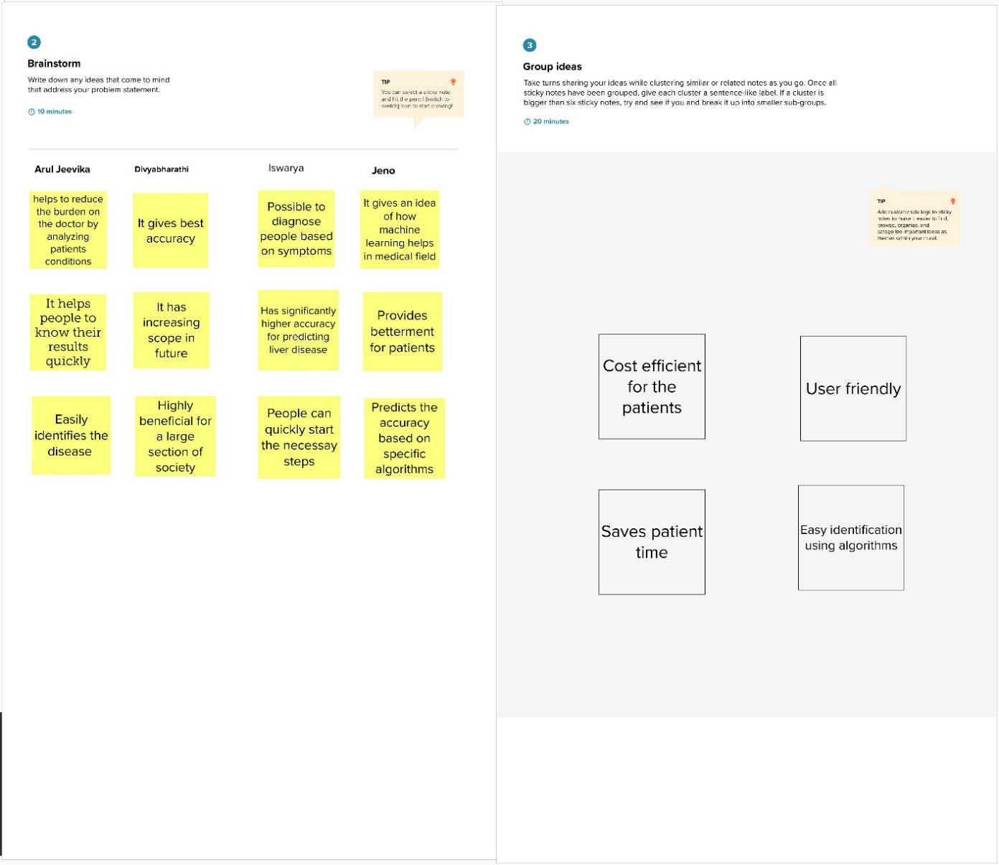 2
Brainstorm
Write down any ideas that come to mind
that address your problem statement.
10 minutes
TIP
You can select a sticky note
and hit the pencil [switch to
sketch] icon to start drawing!
Arul Jeevika
Divyabharathi
Iswarya
Jeno
helps to reduce
the burden on
the doctor by
analyzing
patients
conditions
It gives best
accuracy
Possible to
diagnose
people based
on symptoms
It gives an idea
of how
machine
learning helps
in medical field
It helps
people to
know their
results
quickly
It has
increasing
scope in
future
Has significantly
higher accuracy
for predicting
liver disease
Provides
betterment
for patients
Easily
identifies the
disease
Highly
beneficial for
a large
section of
society
People can
quickly start
the necessay
steps
Predicts the
accuracy
based on
specific
algorithms
3
Group ideas
Take turns sharing your ideas while clustering similar or related notes as you go. Once all
sticky notes have been grouped, give each cluster a sentence-like label. If a cluster is
bigger than six sticky notes, try and see if you and break it up into smaller sub-groups.
20 minutes
TIP
Add customizable tags to sticky
notes to make it easier to find,
browse, organize, and
categorize important ideas as
themes within your mural.
Cost efficient
for the
patients
User friendly
Saves patient
time
Easy identification
using algorithms